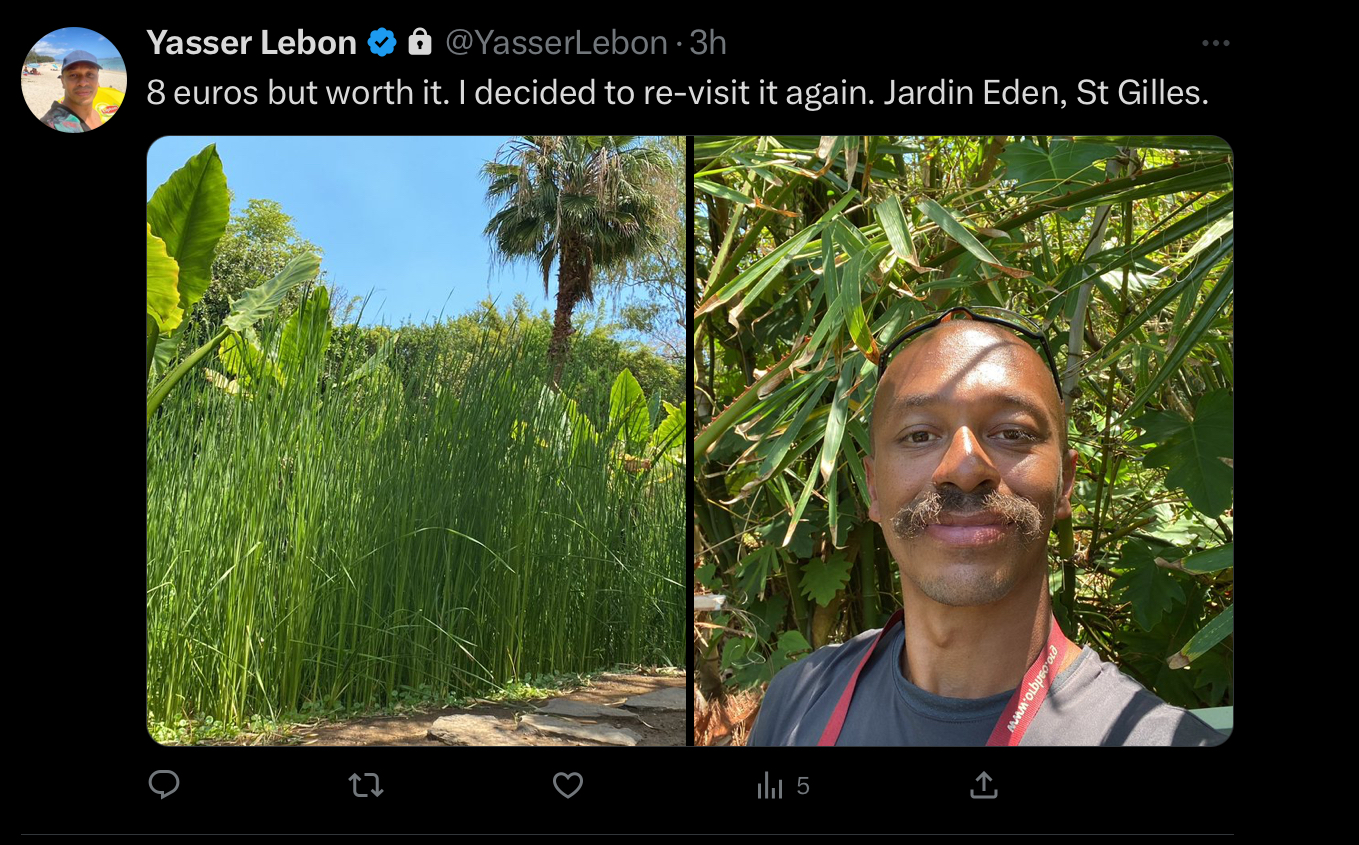 Yasser Lebon @YasserLebon · 3h
8 euros but worth it. I decided to re-visit it again. Jardin Eden, St Gilles.
5